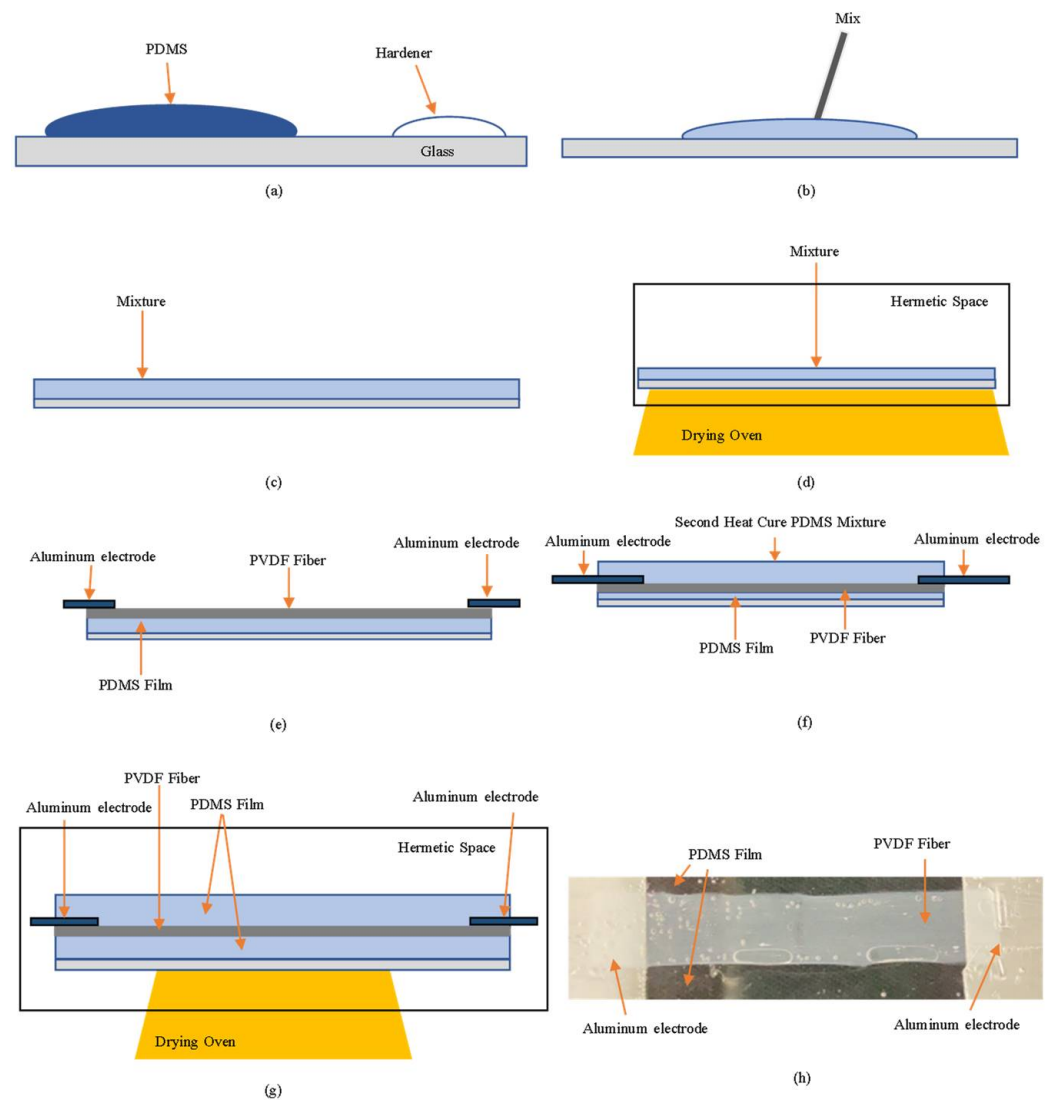 PDMS
Hardener
Glass
(a)
Mix
(b)
Mixture
(c)
Mixture
Hermetic Space
Drying Oven
(d)
Aluminum electrode
PVDF Fiber
Aluminum electrode
PDMS Film
(e)
Second Heat Cure PDMS Mixture
Aluminum electrode
Aluminum electrode
PDMS Film
PVDF Fiber
(f)
PVDF Fiber
Aluminum electrode
PDMS Film
Aluminum electrode
Hermetic Space
Drying Oven
(g)
PDMS Film
PVDF Fiber
Aluminum electrode
Aluminum electrode
(h)